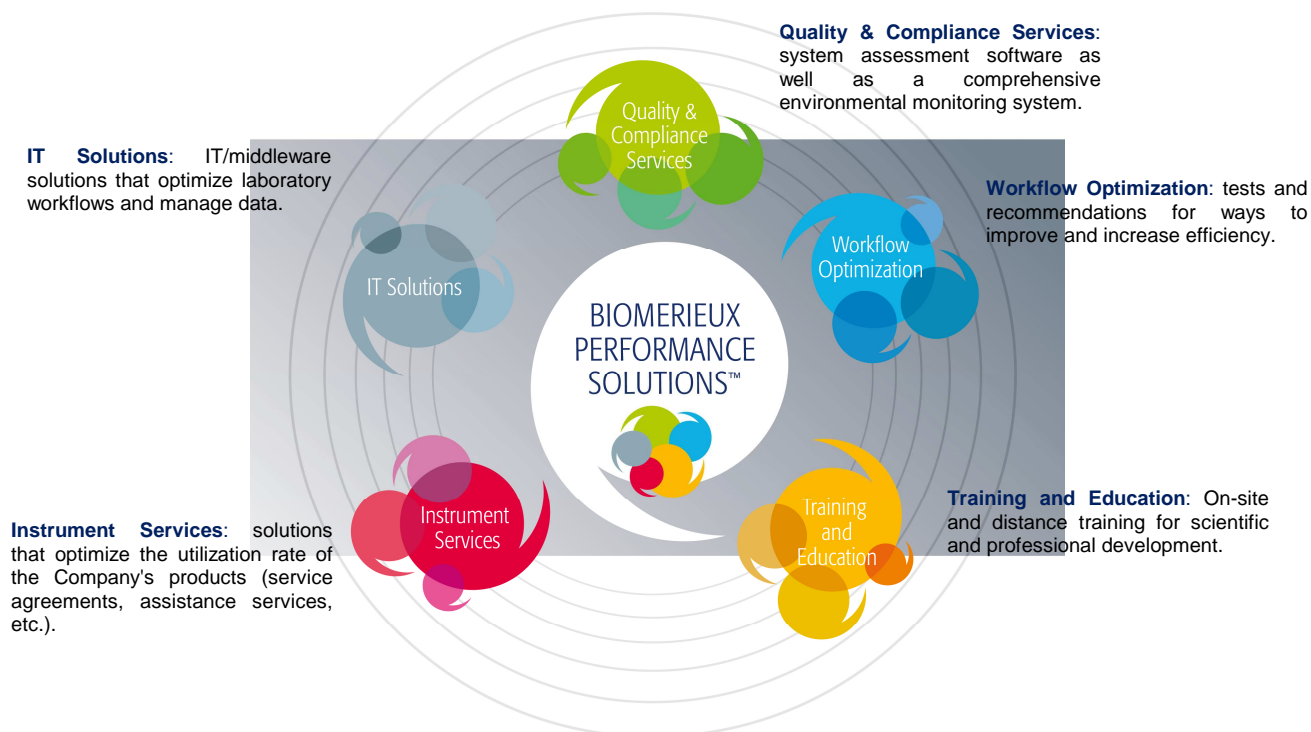 Quality & Compliance Services:
system assessment software as
well as a comprehensive
environmental monitoring system.
Quality &
Compliance
Services
IT Solutions: IT/middleware
solutions that optimize laboratory
workflows and manage data.
Workflow Optimization: tests and
recommendations for ways to
improve and increase efficiency.
Workflow
Optimization
IT Solutions
BIOMERIEUX
PERFORMANCE
SOLUTIONS™
Training and Education: On-site
and distance training for scientific
and professional development.
Training
and
Education
Instrument
Services
Instrument Services: solutions
that optimize the utilization rate of
the Company's products (service
agreements, assistance services,
etc.).